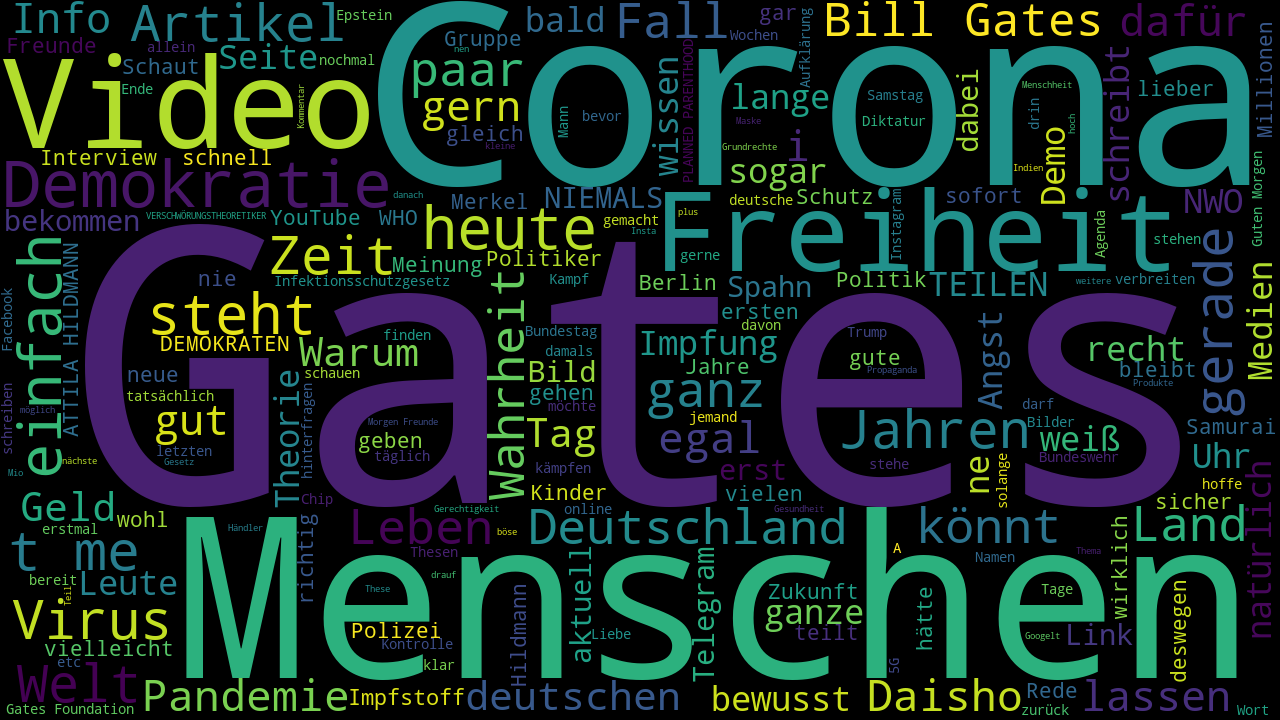 Info
Artikel
Epstein
Corona
bald
Fall
gar
Bill Gates
dafür
Freunde
allein
Schaut
Seite
nochmal
Gruppe
nen
Wochen
Aufklärung
Millionen
Video
Ende
Kommentar
paar
gern
gleich
kleine
Mann
bevor
Wissen
PLANNED PARENTHOOD
lange
Maske
i
Samstag
Diktatur
dabei
Menschheit
drin
hoch
schreibt
lieber
Interview
schnell
Grundrechte
sogar
Indien
Demo
Guten Morgen
Demokratie
danach
Merkel
NIEMALS
deutsche
Schutz
sofort
NWO
bekommen
VERSCHWÖRUNGSTHEORETIKER
YouTube
WHO
heute
gemacht
Insta
plus
Freiheit
Instagram
Agenda
stehen
Zeit
Meinung
Politiker
gerne
einfach
ATTILA HILDMANN
Facebook
nie
Infektionsschutzgesetz
Kampf
Berlin
Spahn
Politik
TEILEN
weitere
verbreiten
gerade
Medien
Gates
steht
DEMOKRATEN
finden
Wahrheit
Bundestag
damals
ersten
davon
Impfung
Trump
Angst
recht
Warum
schauen
Bild
Jahre
gute
Propaganda
bleibt
Produkte
neue
tatsächlich
Theorie
hinterfragen
gehen
möchte
ganz
jemand
darf
schreiben
möglich
gut
Morgen Freunde
Tag
egal
Jahren
Bilder
weiß
Samurai
letzten
Gesetz
geben
täglich
kämpfen
erst
stehe
ne
solange
Bundeswehr
Uhr
Mio
nächste
Chip
Kinder
vielen
hoffe
sicher
natürlich
Geld
wohl
erstmal
Gerechtigkeit
online
Gesundheit
Händler
Leben
böse
Deutschland
könnt
Land
t me
richtig
Thesen
A
Namen
Thema
wirklich
bereit
Leute
Teil
These
drauf
aktuell
Telegram
Zukunft
Tage
deswegen
Menschen
Virus
Polizei
Liebe
ganze
hätte
Googelt
vielleicht
Kontrolle
Hildmann
teilt
Link
etc
klar
5G
Welt
Gates Foundation
Pandemie
Impfstoff
deutschen
bewusst
Daisho
Rede
zurück
lassen
Wort